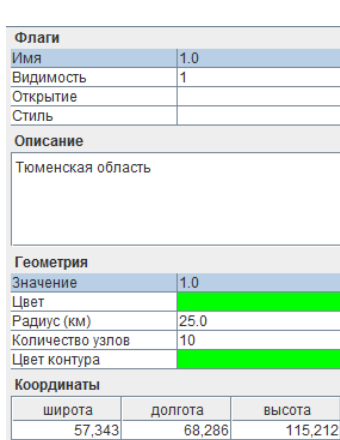 Флаги
Имя 1.0
Видимость 1
Открытие
Стиль
Описание
Тюменская область
Геометрия
Значение 1.0
Цвет
Радиус (км) 25.0
Количество узлов 10
Цвет контура
Координаты
широта долгота высота
57,343 68,286 115,212